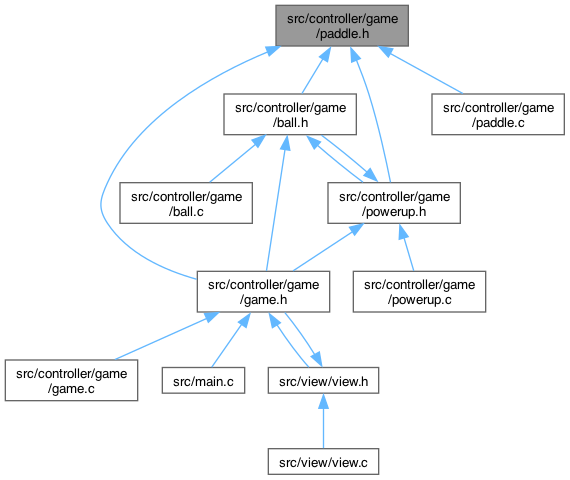 src/controller/game
/paddle.h
src/controller/game
/ball.h
src/controller/game
/paddle.c
src/controller/game
/ball.c
src/controller/game
/powerup.h
src/controller/game
/game.h
src/controller/game
/powerup.c
src/controller/game
/game.c
src/main.c
src/view/view.h
src/view/view.c